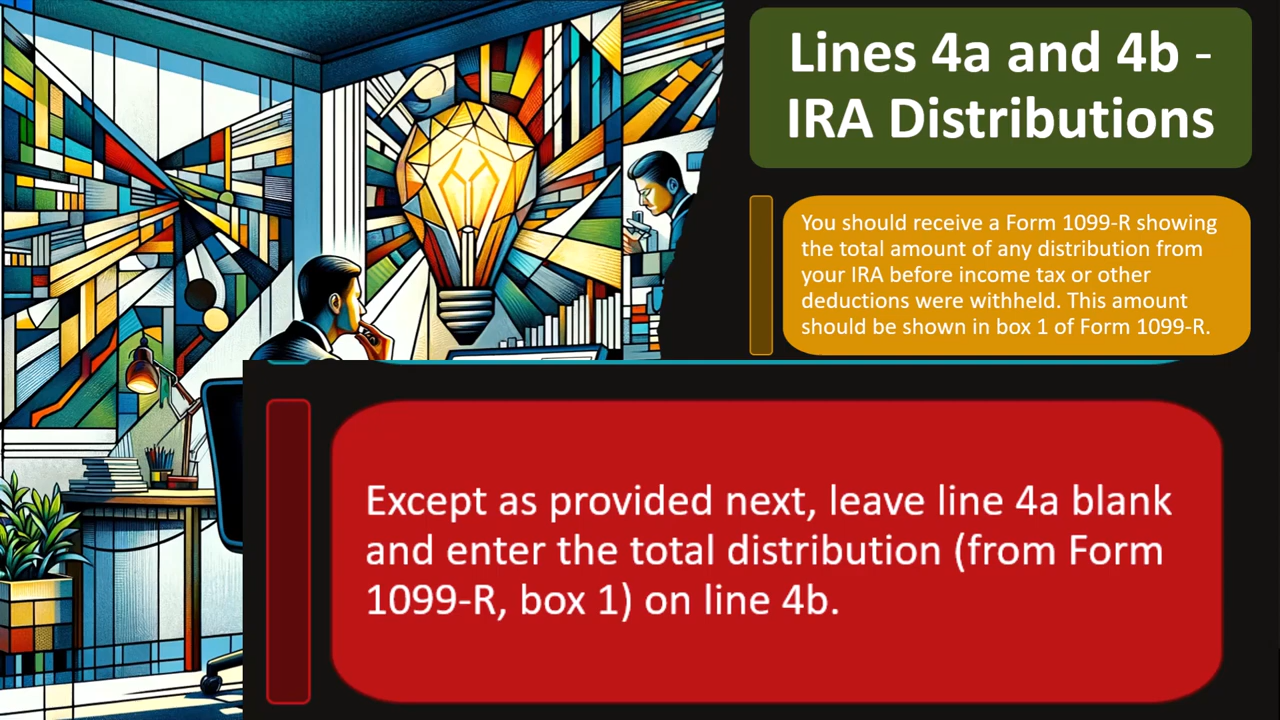 Lines 4a and 4b -
IRA Distributions
You should receive a Form 1099-R showing
the total amount of any distribution from
your IRA before income tax or other
deductions were withheld. This amount
should be shown in box 1 of Form 1099-R.
Except as provided next, leave line 4a blank
and enter the total distribution (from Form
1099-R, box 1) on line 4b.